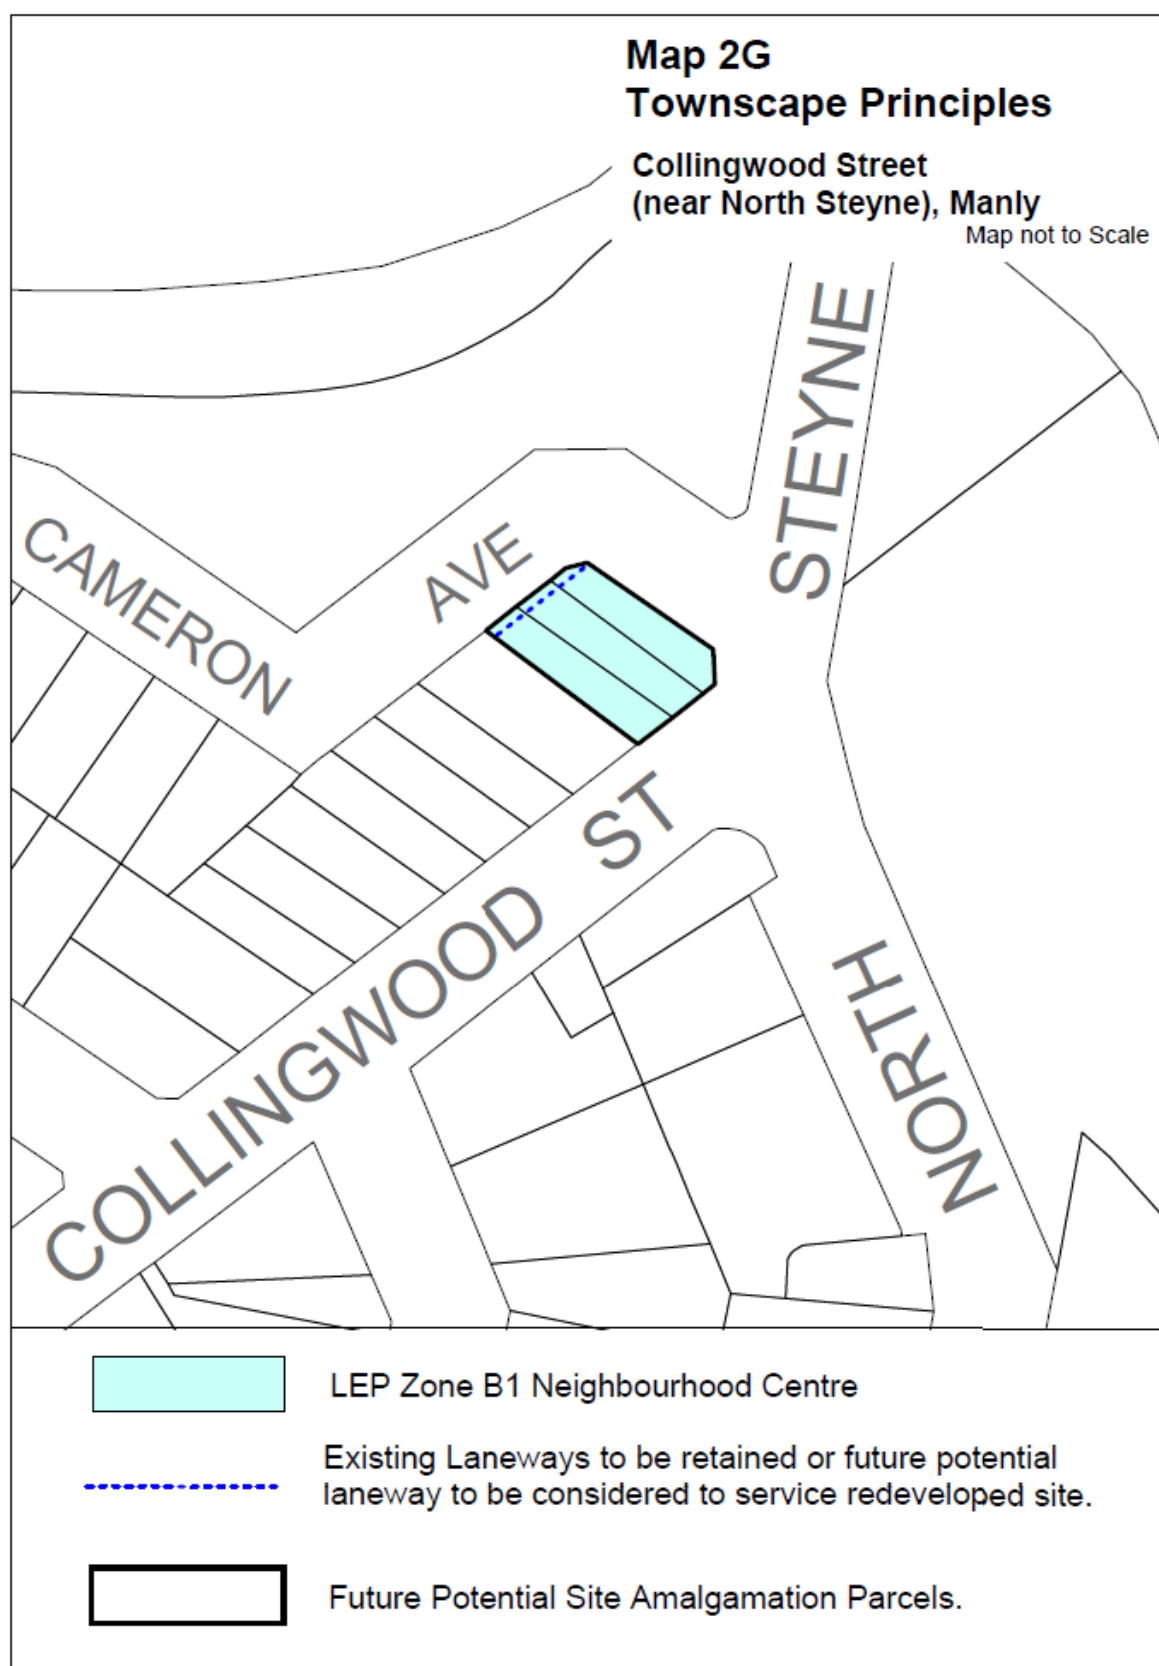 Map 2G
Townscape Principles
Collingwood Street
(near North Steyne), Manly
Map not to Scale
STEYNE
CAMERON
AVE
COLLINGWOOD ST
NORTH
LEP Zone B1 Neighbourhood Centre
Existing Laneways to be retained or future potential
laneway to be considered to service redeveloped site.
Future Potential Site Amalgamation Parcels.